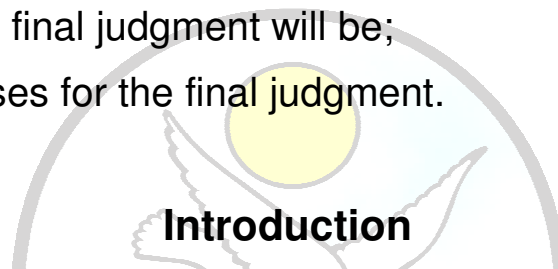 final judgment will be;
ses for the final judgment.
Introduction